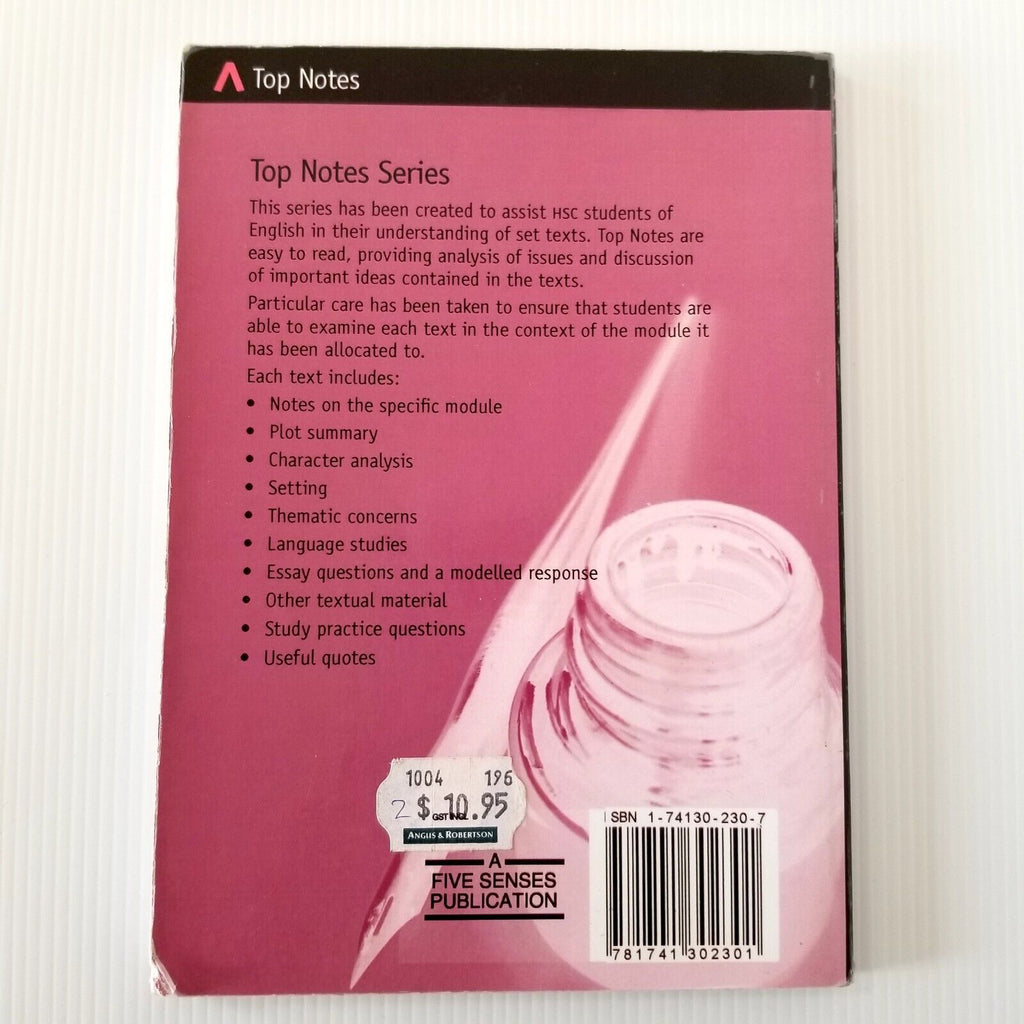 Top Notes
Top Notes Series
This series has been created to assist HSC students of
English in their understanding of set texts. Top Notes are
easy to read, providing analysis of issues and discussion
of important ideas contained in the texts.
Particular care has been taken to ensure that students are
able to examine each text in the context of the module it
has been allocated to.
Each text includes:
• Notes on the specific module
• Plot summary
• Character analysis
• Setting
• Thematic concerns
• Language studies
• Essay questions and a modelled response
• Other textual material
• Study practice questions
• Useful quotes
1004 196
2 $10.95
GST INCL.
ANGUS & ROBERTSON
A
FIVE SENSES
PUBLICATION
ISBN 1-74130-230-7
781741 302301